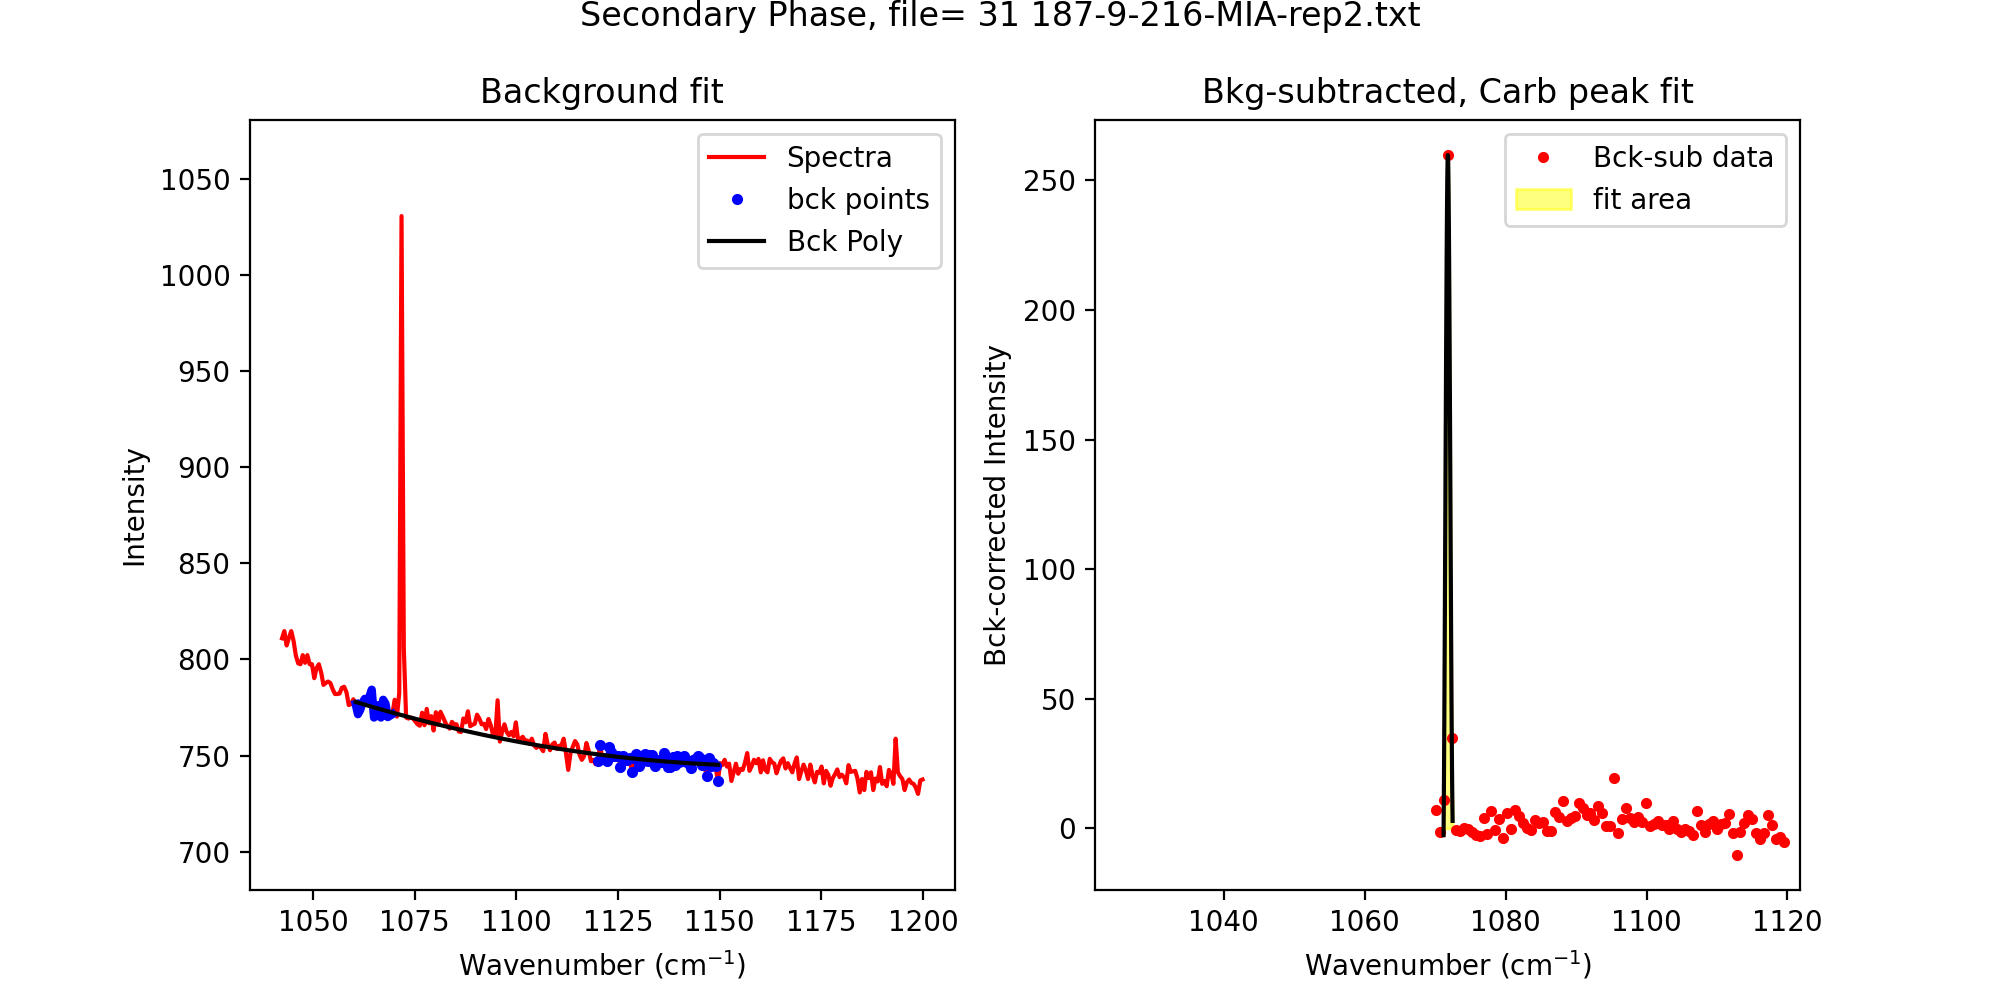 Secondary Phase, file= 31 187-9-216-MIA-rep2.txt
Background fit
Spectra
bck points
Bck Poly
1050
1000
950
900
850
800
750
700
Intensity
1050 1075 1100 1125 1150 1175 1200
Wavenumber (cm⁻¹)
Bkg-subtracted, Carb peak fit
Bck-sub data
fit area
250
200
150
100
50
0
Bck-corrected Intensity
1040 1060 1080 1100 1120
Wavenumber (cm⁻¹)